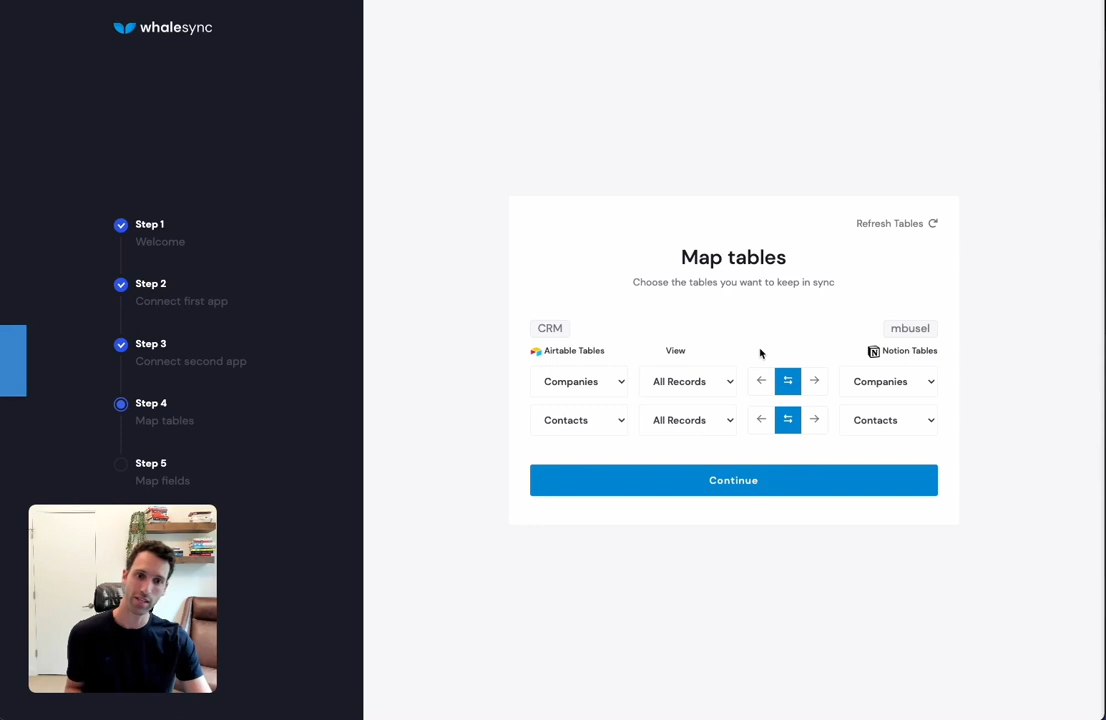 whalesync
Step 1
Welcome
Step 2
Connect first app
Step 3
Connect second app
Step 4
Map tables
Step 5
Map fields
Refresh Tables
Map tables
Choose the tables you want to keep in sync
CRM mbusel
Airtable Tables View Notion Tables
Companies All Records Companies
Contacts All Records Contacts
Continue